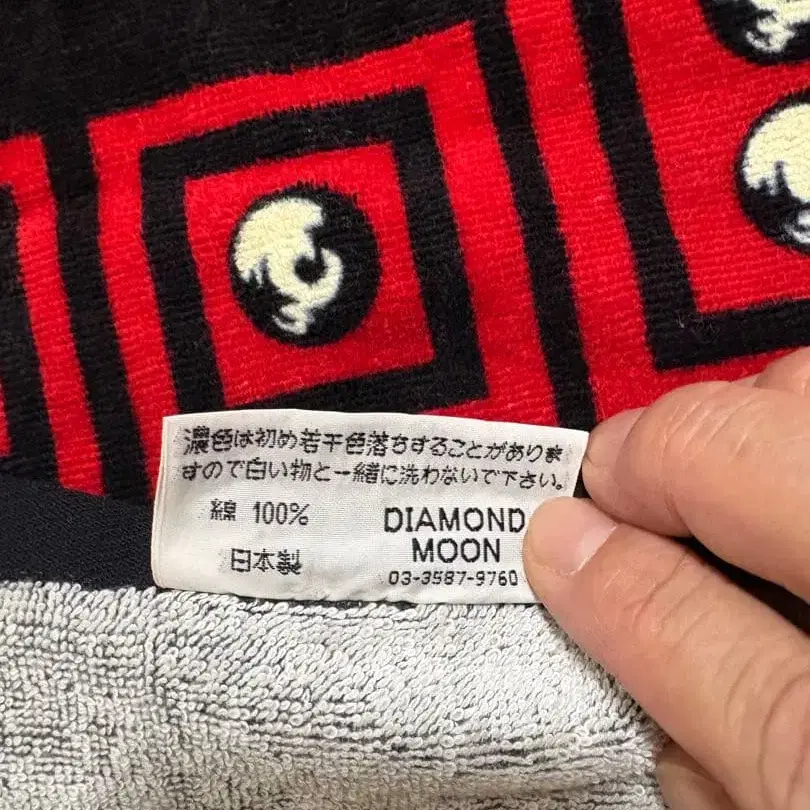 濃色は初め若干色落ちすることがありま
すので白い物と一緒に洗わないで下さい。
綿 100%
日本製
DIAMOND
MOON
03-3587-9760